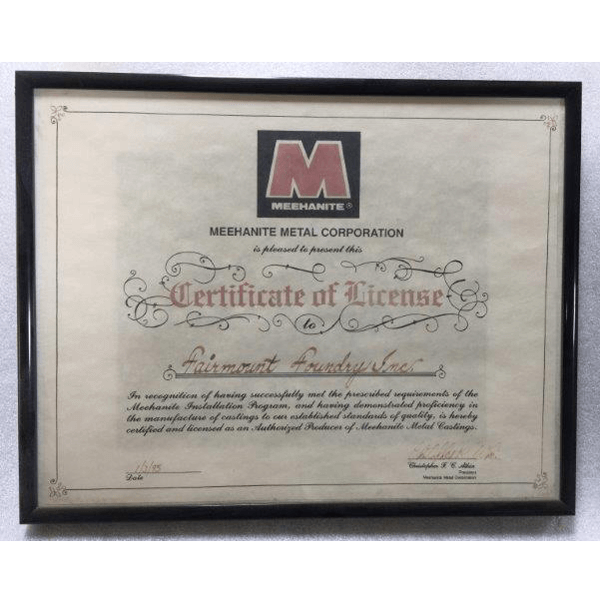 M
MEEHANITE®
MEEHANITE METAL CORPORATION
is pleased to present this
Certificate of License
to
Fairmount Foundry Inc.
In recognition of having successfully met the prescribed requirements of the
Meehanite Installation Program, and having demonstrated proficiency in
the manufacture of castings to our established standards of quality, is hereby
certified and licensed as an Authorized Producer of Meehanite Metal Castings.
Date
Christopher F. C.
President
Meehanite Metal Corporation